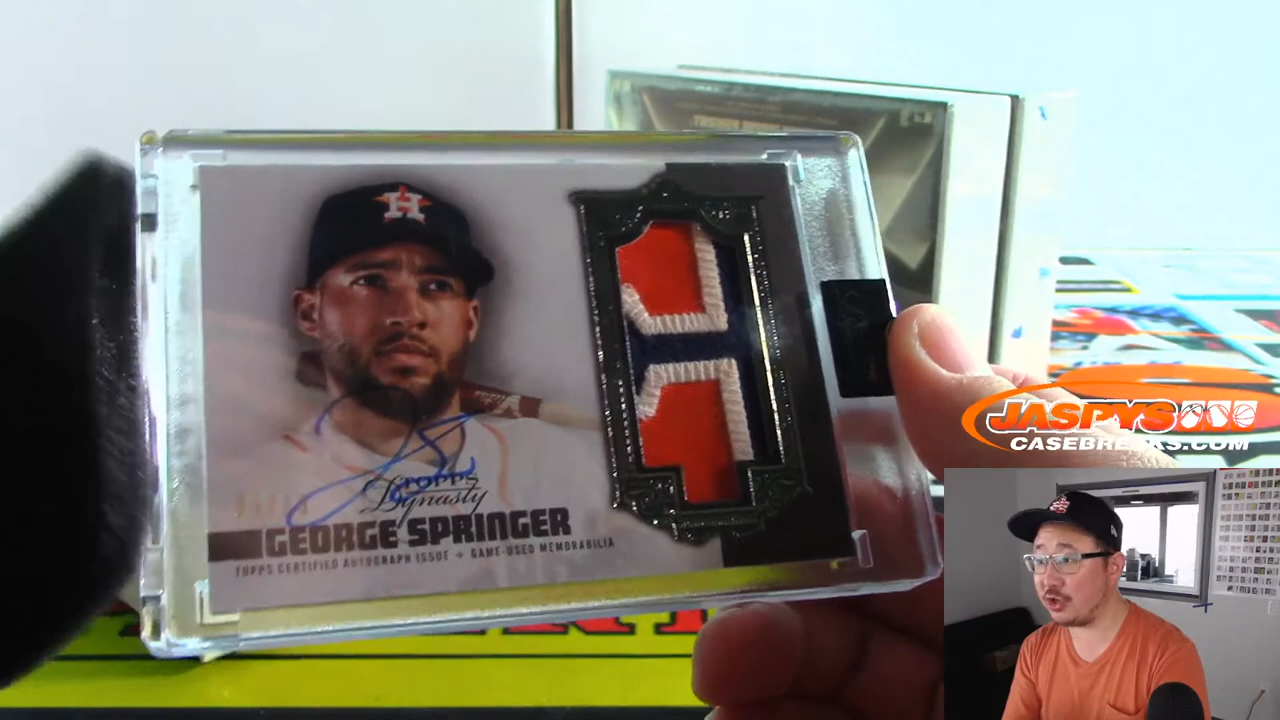 H
TOPPS
Dynasty
GEORGE SPRINGER
TOPPS CERTIFIED AUTOGRAPH ISSUE + GAME-USED MEMORABILIA
JASPYS
CASEBREAKS.COM